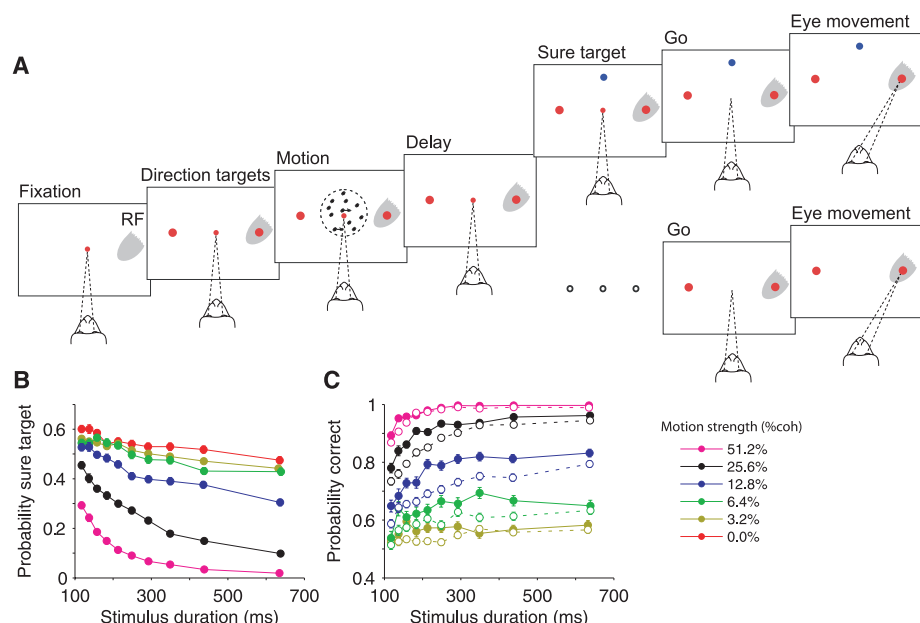 A
Fixation
RF
Direction targets
Motion
Delay
Sure target
Go
Eye movement
Go
Eye movement
B
Probability sure target
0.6
0.4
0.2
0
100
300
500
700
Stimulus duration (ms)
C
Probability correct
1
0.8
0.6
0.4
100
300
500
700
Stimulus duration (ms)
Motion strength (%coh)
51.2%
25.6%
12.8%
6.4%
3.2%
0.0%